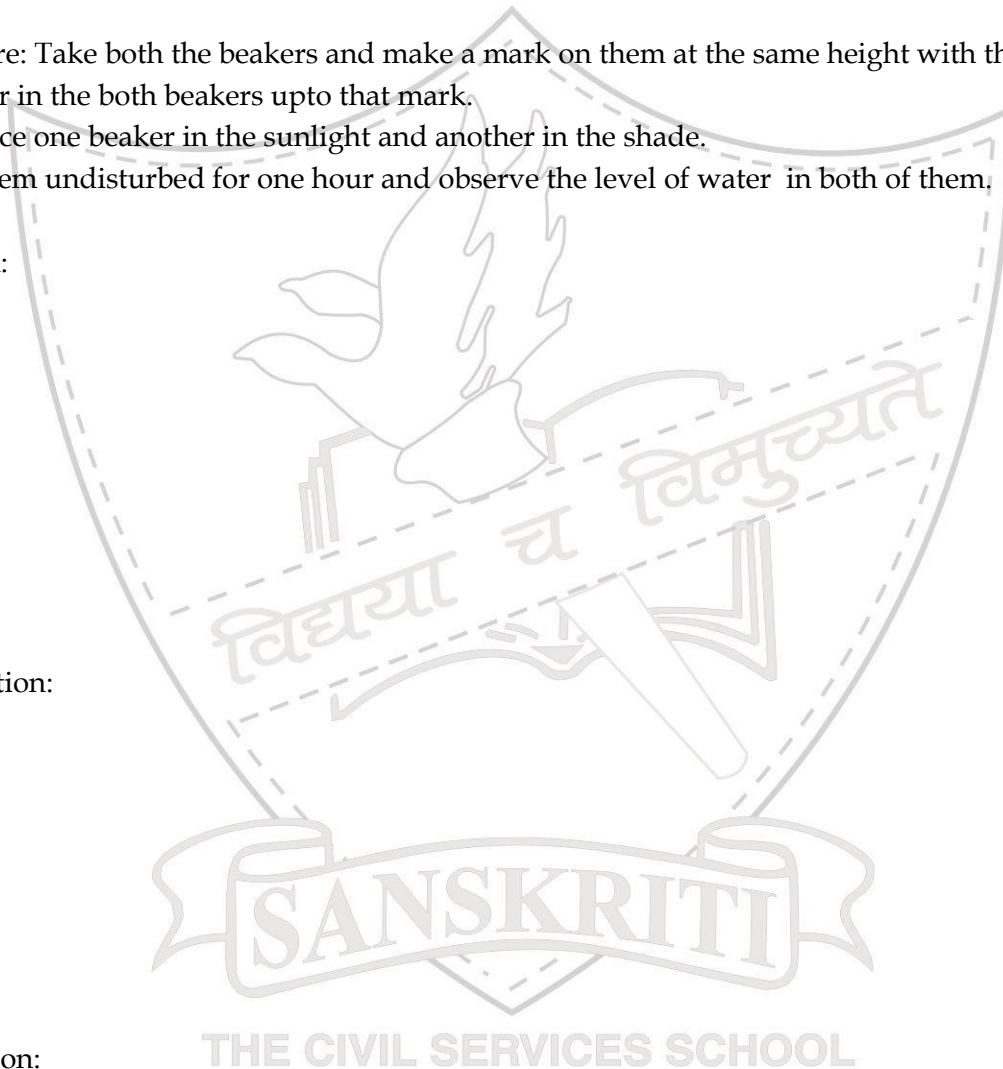 re: Take both the beakers and make a mark on them at the same height with th
r in the both beakers upto that mark.
ce one beaker in the sunlight and another in the shade.
em undisturbed for one hour and observe the level of water in both of them.
:
विद्यया च विमुच्यते
tion:
SANSKRITI
THE CIVIL SERVICES SCHOOL
on: